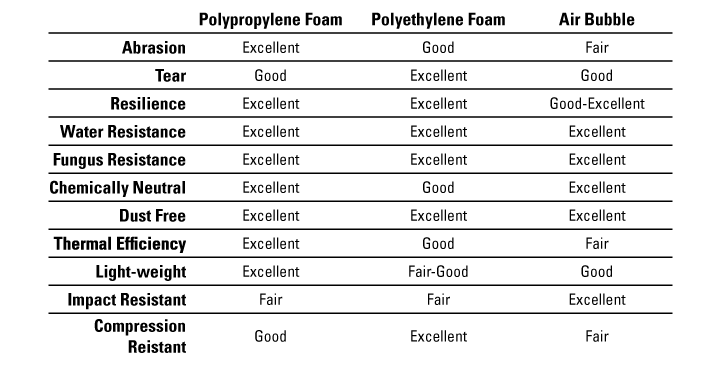 Polypropylene Foam Polyethylene Foam Air Bubble
Abrasion Excellent Good Fair
Tear Good Excellent Good
Resilience Excellent Excellent Good-Excellent
Water Resistance Excellent Excellent Excellent
Fungus Resistance Excellent Excellent Excellent
Chemically Neutral Excellent Good Excellent
Dust Free Excellent Excellent Excellent
Thermal Efficiency Excellent Good Fair
Light-weight Excellent Fair-Good Good
Impact Resistant Fair Fair Excellent
Compression
Reistant Good Excellent Fair